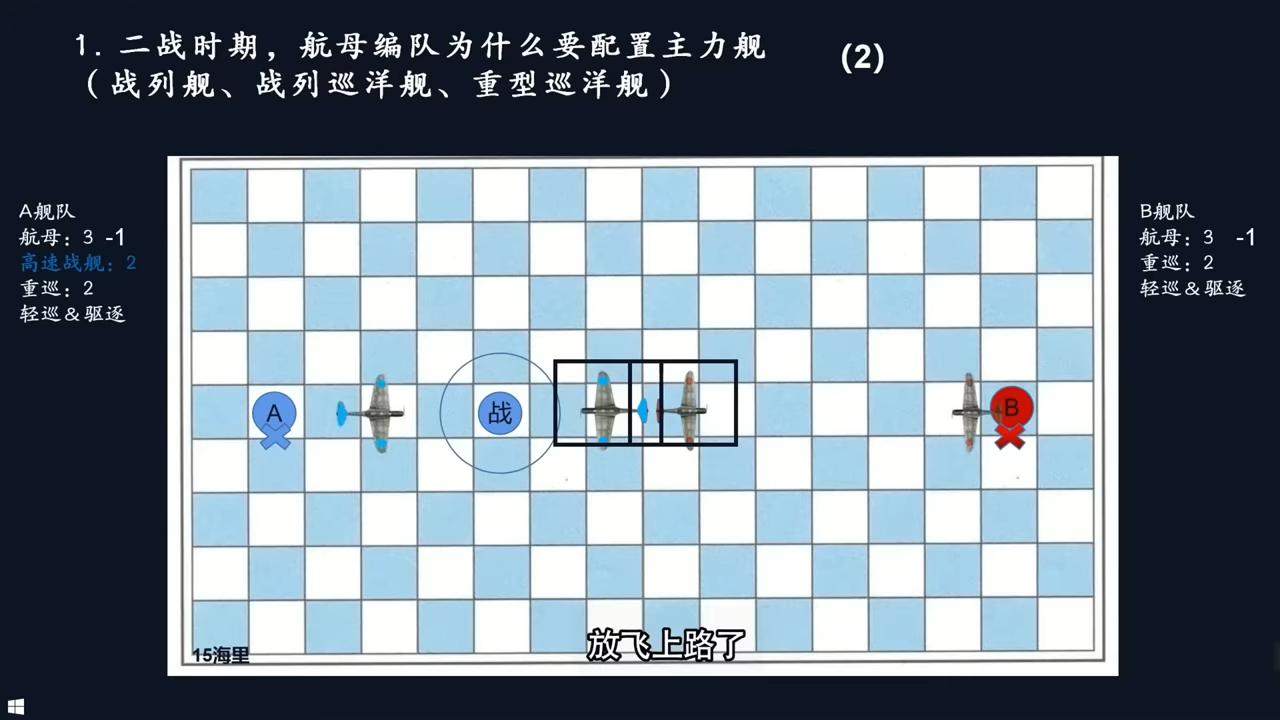 1. 二战时期，航母编队为什么要配置主力舰
（战列舰、战列巡洋舰、重型巡洋舰）
(2)
A舰队
航母：3 -1
高速战舰：2
重巡：2
轻巡＆驱逐
B舰队
航母：3 -1
重巡：2
轻巡＆驱逐
A
战
B
15海里
放飞上路了